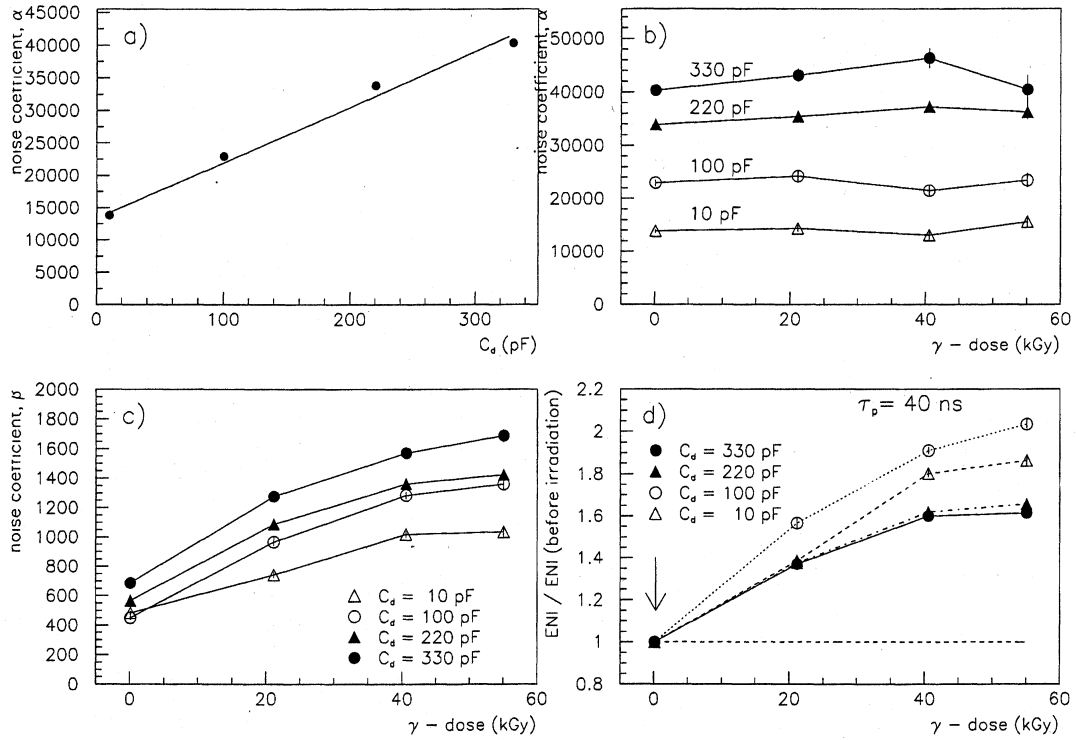 a)
noise coefficient, α
45000
40000
35000
30000
25000
20000
15000
10000
5000
0
0 100 200 300
C_d (pF)
b)
noise coefficient, α
50000
40000
30000
20000
10000
0
330 pF
220 pF
100 pF
10 pF
0 20 40 60
γ – dose (kGy)
c)
noise coefficient, β
2000
1800
1600
1400
1200
1000
800
600
400
200
0
C_d = 10 pF
C_d = 100 pF
C_d = 220 pF
C_d = 330 pF
0 20 40 60
γ – dose (kGy)
d)
τ_p = 40 ns
ENI / ENI (before irradiation)
2.2
2
1.8
1.6
1.4
1.2
1
0.8
C_d = 330 pF
C_d = 220 pF
C_d = 100 pF
C_d = 10 pF
0 20 40 60
γ – dose (kGy)